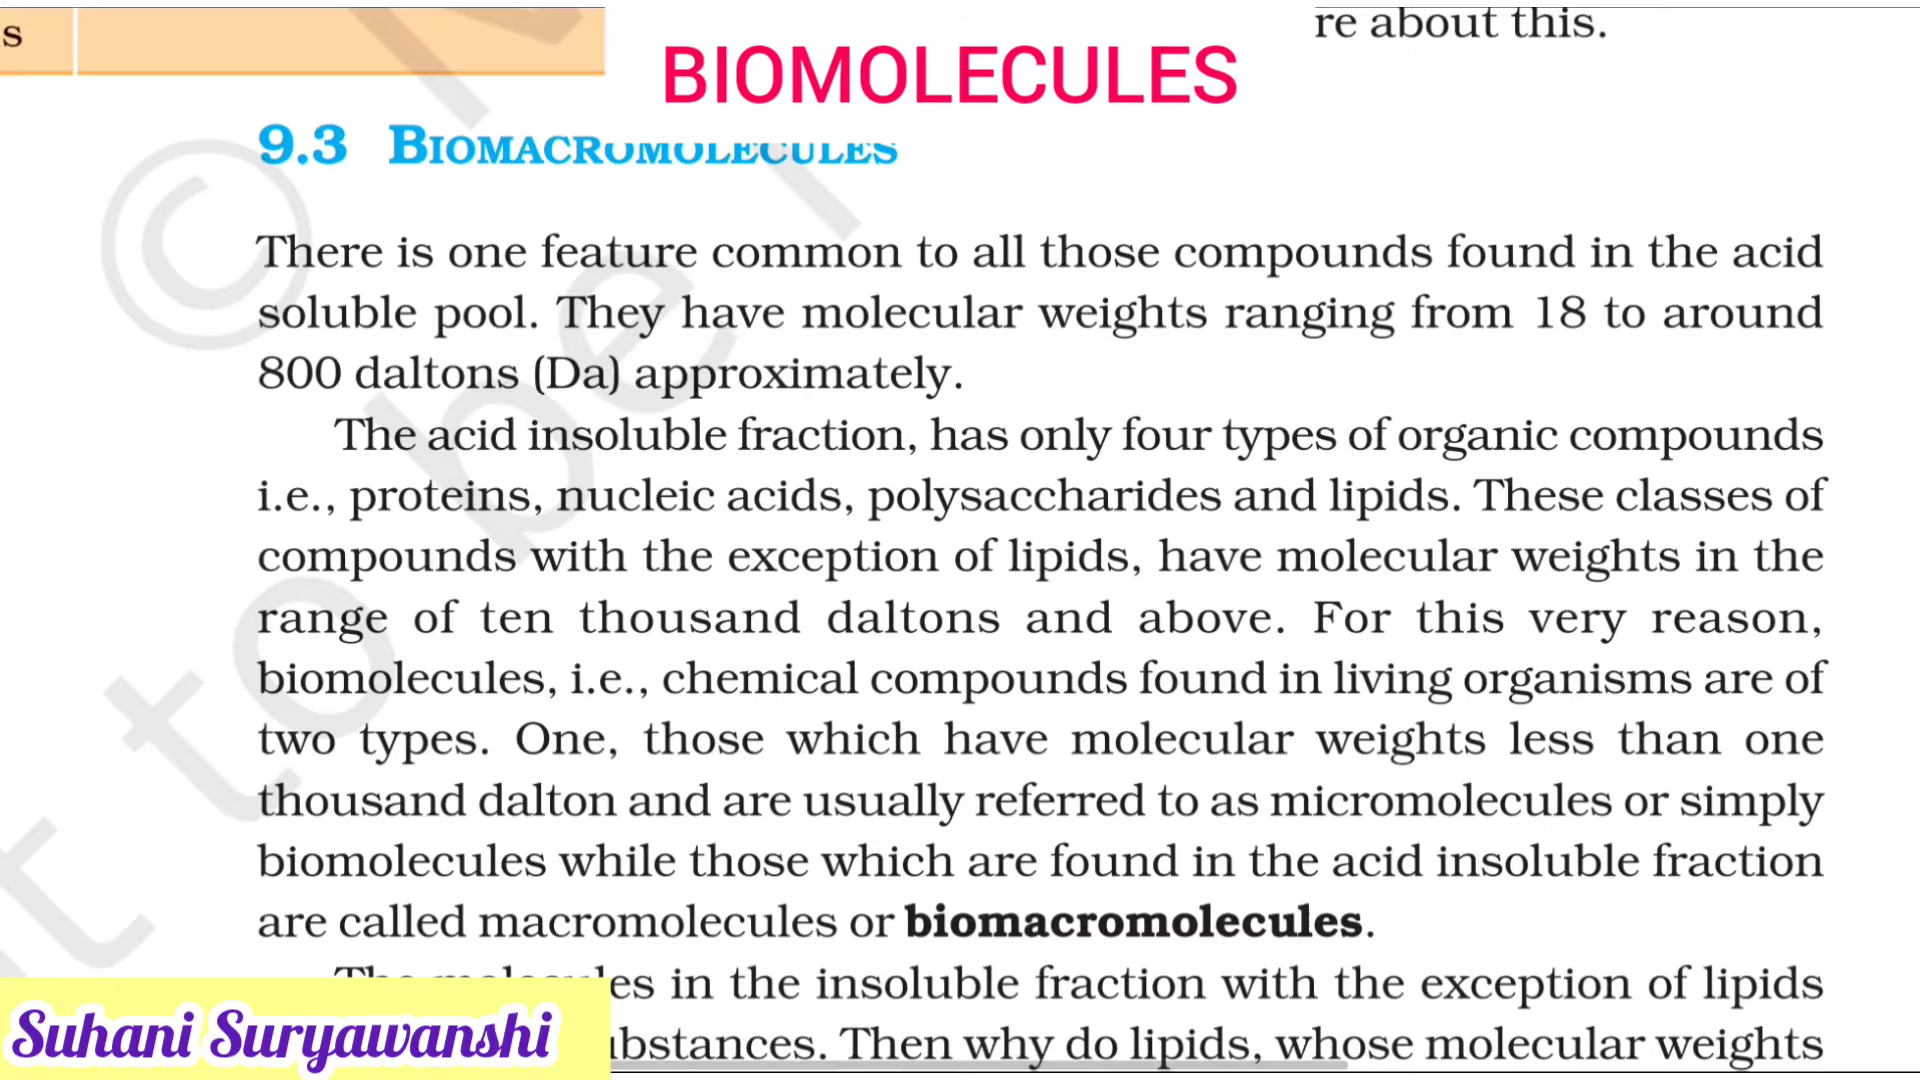 s
re about this.
BIOMOLECULES
9.3 BIOMACROMOLECULES
There is one feature common to all those compounds found in the acid
soluble pool. They have molecular weights ranging from 18 to around
800 daltons (Da) approximately.
The acid insoluble fraction, has only four types of organic compounds
i.e., proteins, nucleic acids, polysaccharides and lipids. These classes of
compounds with the exception of lipids, have molecular weights in the
range of ten thousand daltons and above. For this very reason,
biomolecules, i.e., chemical compounds found in living organisms are of
two types. One, those which have molecular weights less than one
thousand dalton and are usually referred to as micromolecules or simply
biomolecules while those which are found in the acid insoluble fraction
are called macromolecules or biomacromolecules.
The molecules in the insoluble fraction with the exception of lipids
bstances. Then why do lipids, whose molecular weights
Suhani Suryawanshi
© 
to be